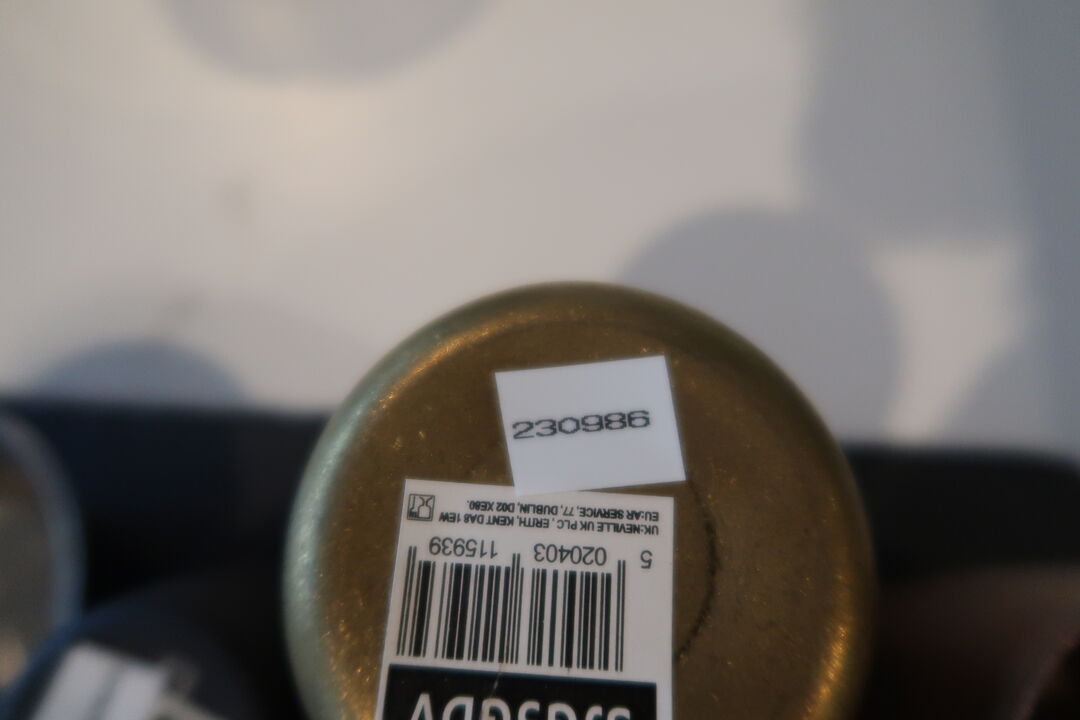 230986
5 020403 115939
UK:NEVILLE UK PLC , ERITH, KENT DA8 1EW
EU:AR SERVICE, 77, DUBLIN, D02 XE80.